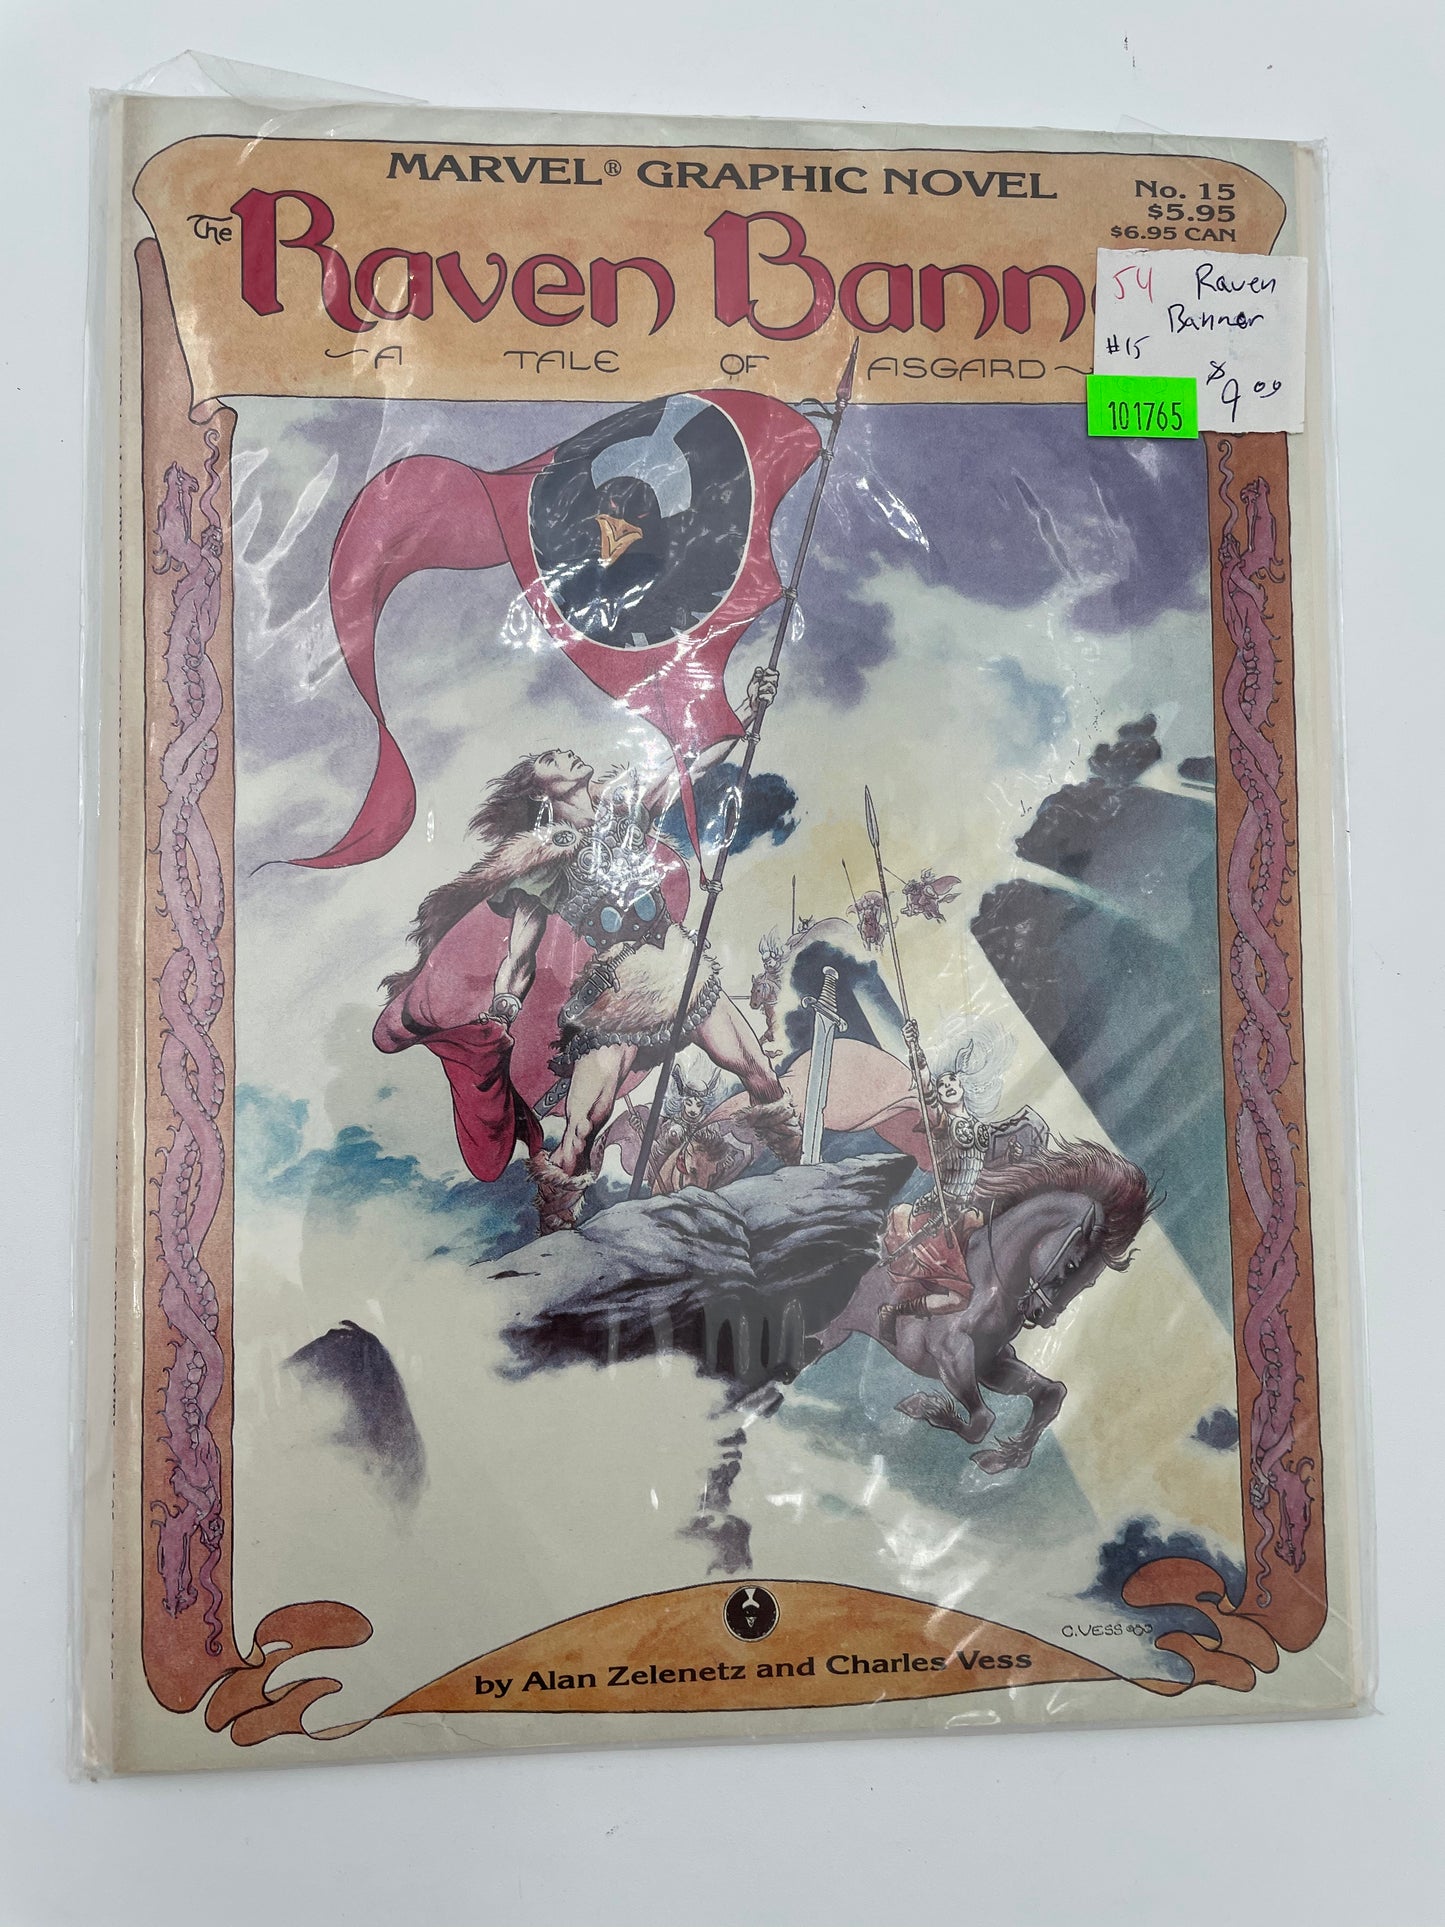 MARVEL® GRAPHIC NOVEL
No. 15
$5.95
$6.95 CAN
The Raven Bann
~A TALE OF ASGARD~
54 Raven
Banner
#15
$9.00
101765
C.VESS
by Alan Zelenetz and Charles Vess